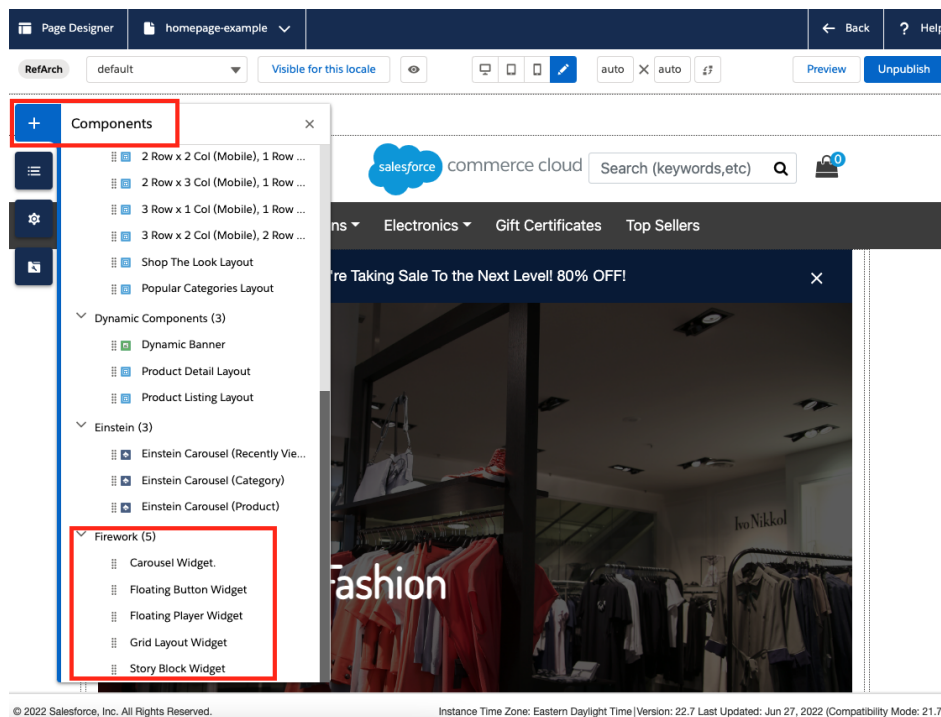 Page Designer
homepage-example
Back
? Help
RefArch
default
Visible for this locale
auto
auto
Preview
Unpublish
+ Components
2 Row x 2 Col (Mobile), 1 Row ...
2 Row x 3 Col (Mobile), 1 Row ...
3 Row x 1 Col (Mobile), 1 Row ...
3 Row x 2 Col (Mobile), 2 Row ...
Shop The Look Layout
Popular Categories Layout
Dynamic Components (3)
Dynamic Banner
Product Detail Layout
Product Listing Layout
Einstein (3)
Einstein Carousel (Recently Vie...
Einstein Carousel (Category)
Einstein Carousel (Product)
Firework (5)
Carousel Widget.
Floating Button Widget
Floating Player Widget
Grid Layout Widget
Story Block Widget
salesforce commerce cloud
Search (keywords,etc)
0
ns
Electronics
Gift Certificates
Top Sellers
're Taking Sale To the Next Level! 80% OFF!
Ivo Nikkol
Fashion
© 2022 Salesforce, Inc. All Rights Reserved.
Instance Time Zone: Eastern Daylight Time|Version: 22.7 Last Updated: Jun 27, 2022 (Compatibility Mode: 21.7